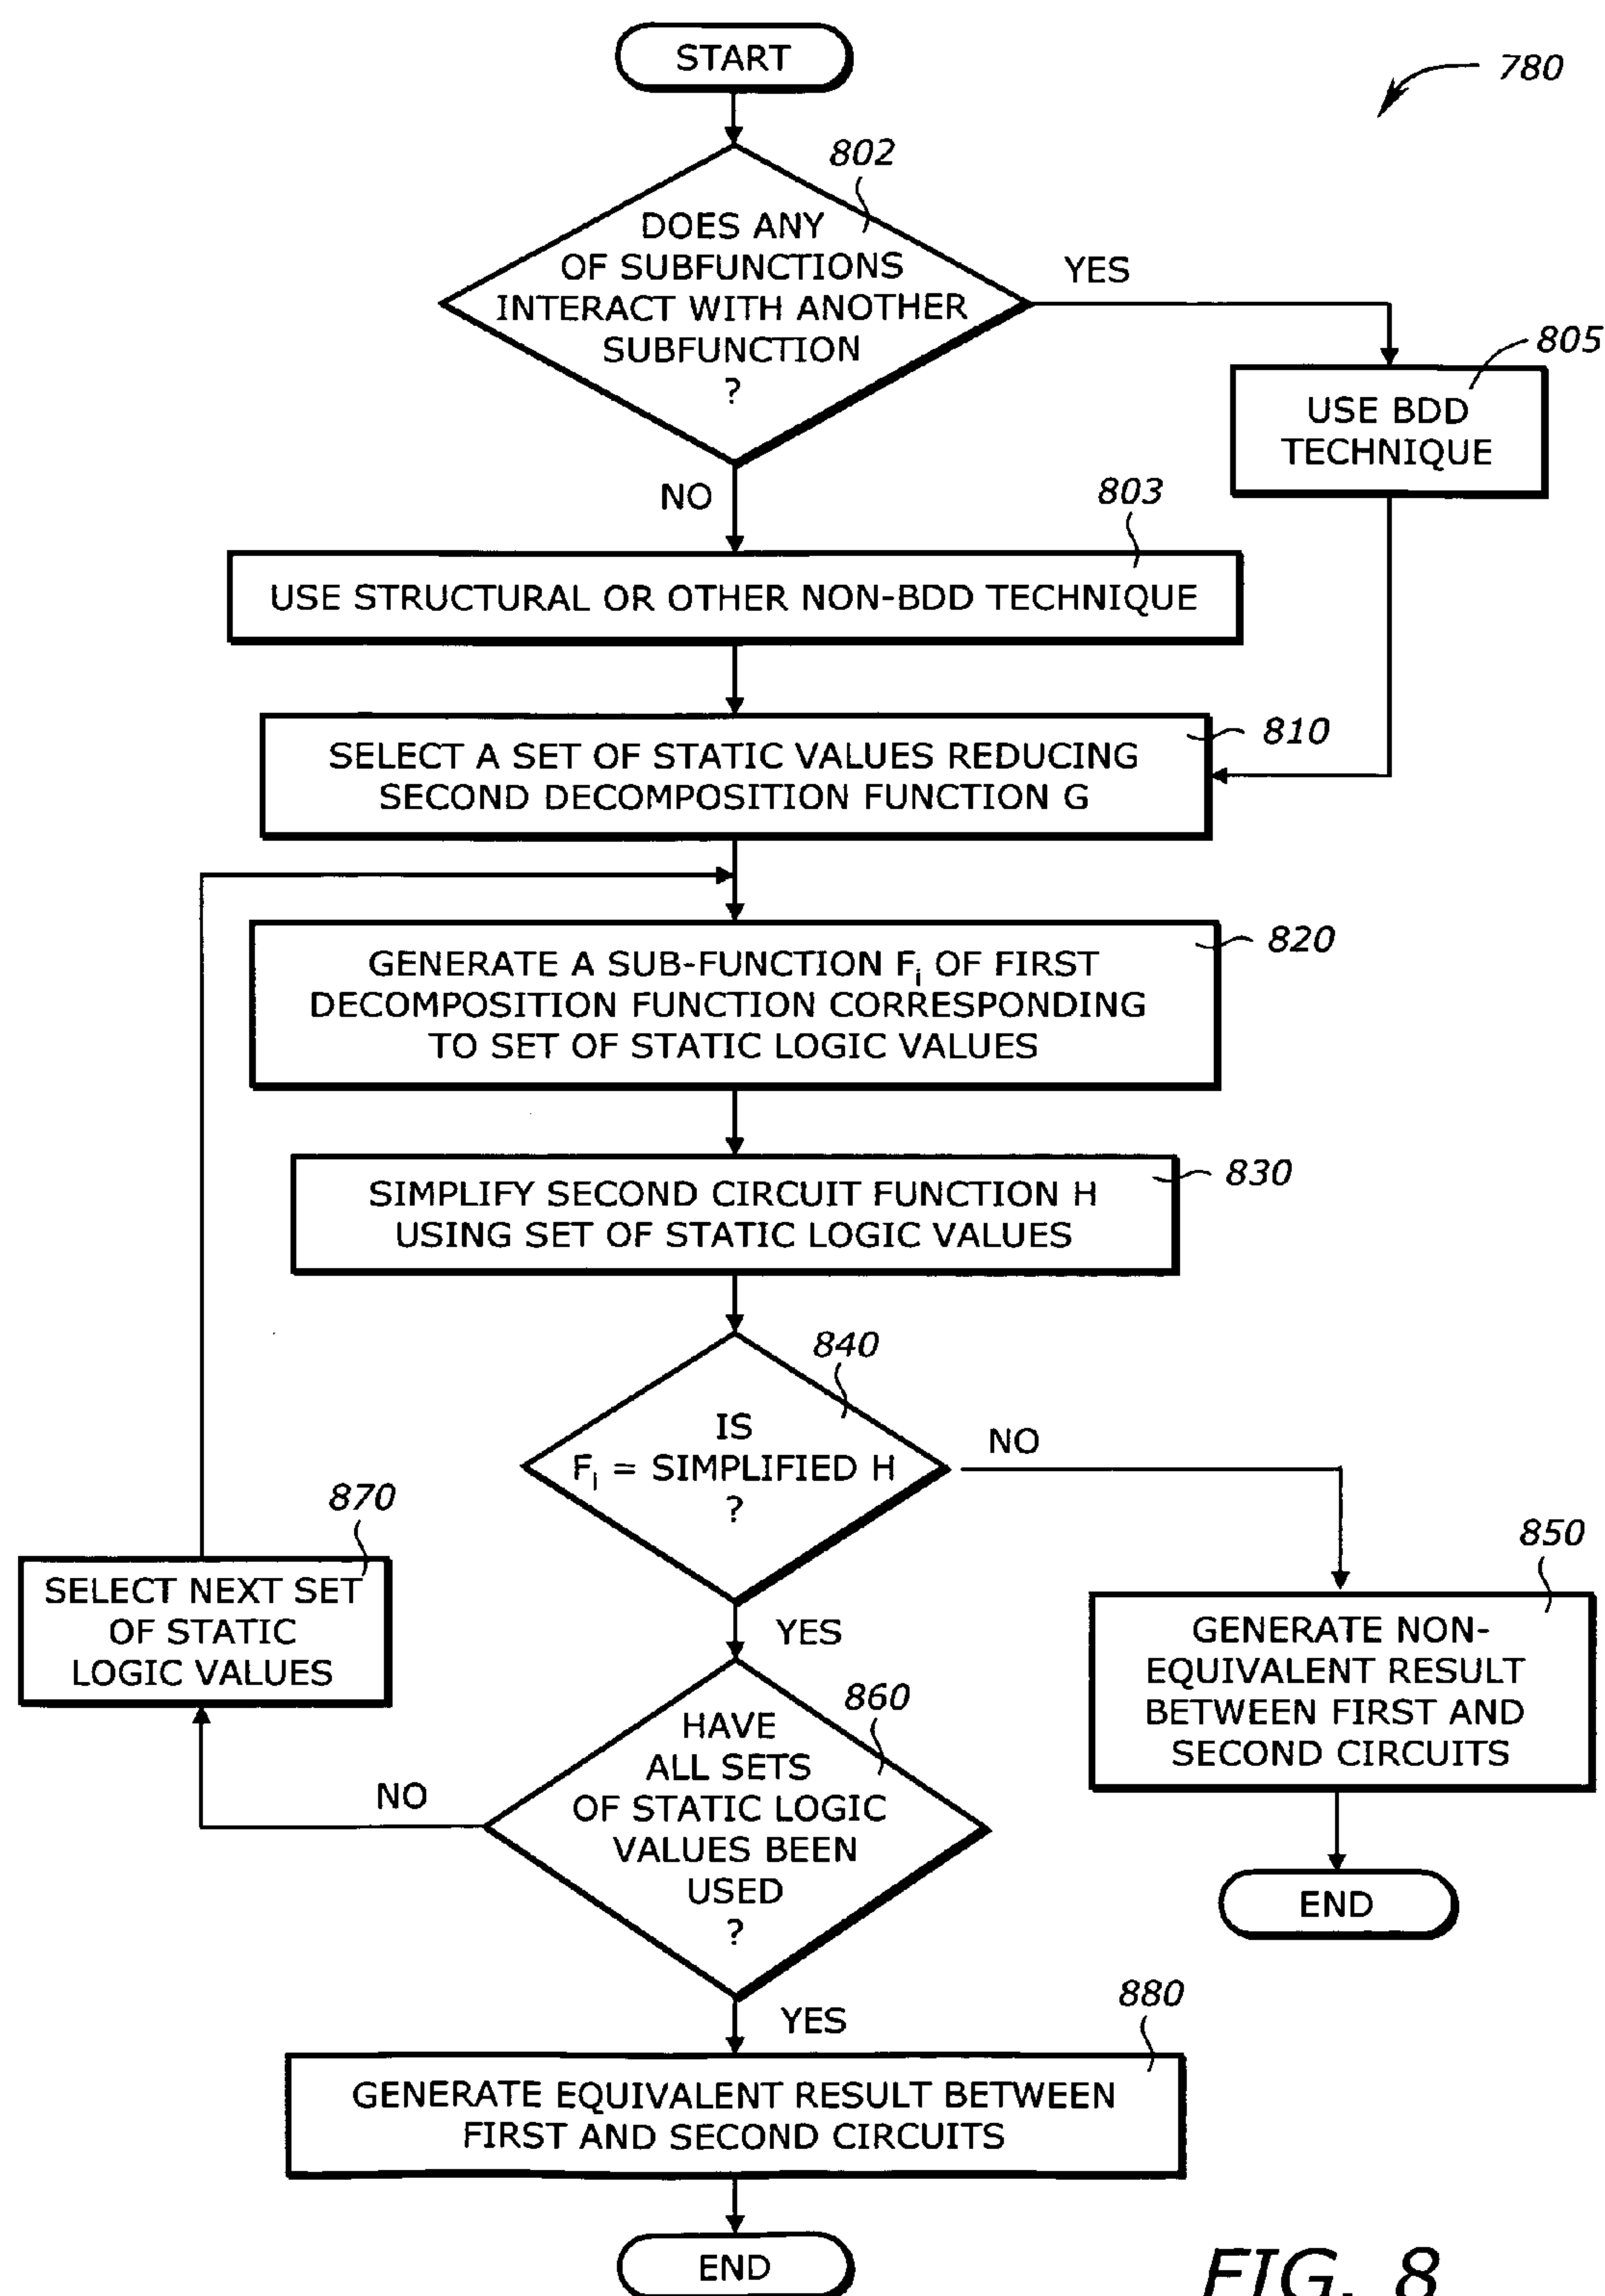 START
780
802
DOES ANY
OF SUBFUNCTIONS
INTERACT WITH ANOTHER
SUBFUNCTION
?
YES
805
USE BDD
TECHNIQUE
NO
803
USE STRUCTURAL OR OTHER NON-BDD TECHNIQUE
810
SELECT A SET OF STATIC VALUES REDUCING
SECOND DECOMPOSITION FUNCTION G
820
GENERATE A SUB-FUNCTION Fi OF FIRST
DECOMPOSITION FUNCTION CORRESPONDING
TO SET OF STATIC LOGIC VALUES
830
SIMPLIFY SECOND CIRCUIT FUNCTION H
USING SET OF STATIC LOGIC VALUES
840
IS
Fi = SIMPLIFIED H
?
NO
870
SELECT NEXT SET
OF STATIC
LOGIC VALUES
850
GENERATE NON-
EQUIVALENT RESULT
BETWEEN FIRST AND
SECOND CIRCUITS
YES
860
HAVE
ALL SETS
OF STATIC LOGIC
VALUES BEEN
USED
?
NO
END
YES
880
GENERATE EQUIVALENT RESULT BETWEEN
FIRST AND SECOND CIRCUITS
END
FIG. 8